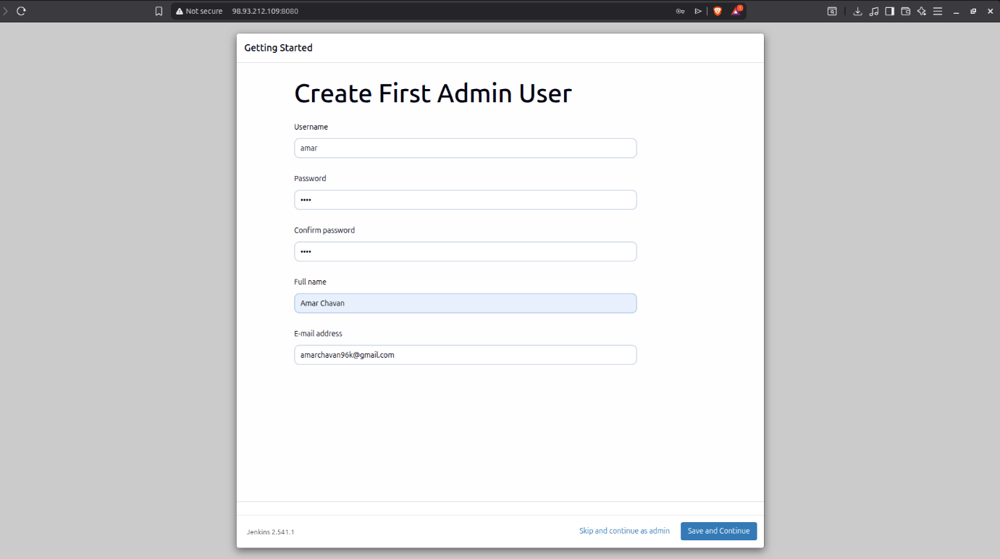 Not secure 98.93.212.109:8080
1
Getting Started
Create First Admin User
Username
amar
Password
••••
Confirm password
••••
Full name
Amar Chavan
E-mail address
amarchavan96k@gmail.com
Jenkins 2.541.1
Skip and continue as admin
Save and Continue